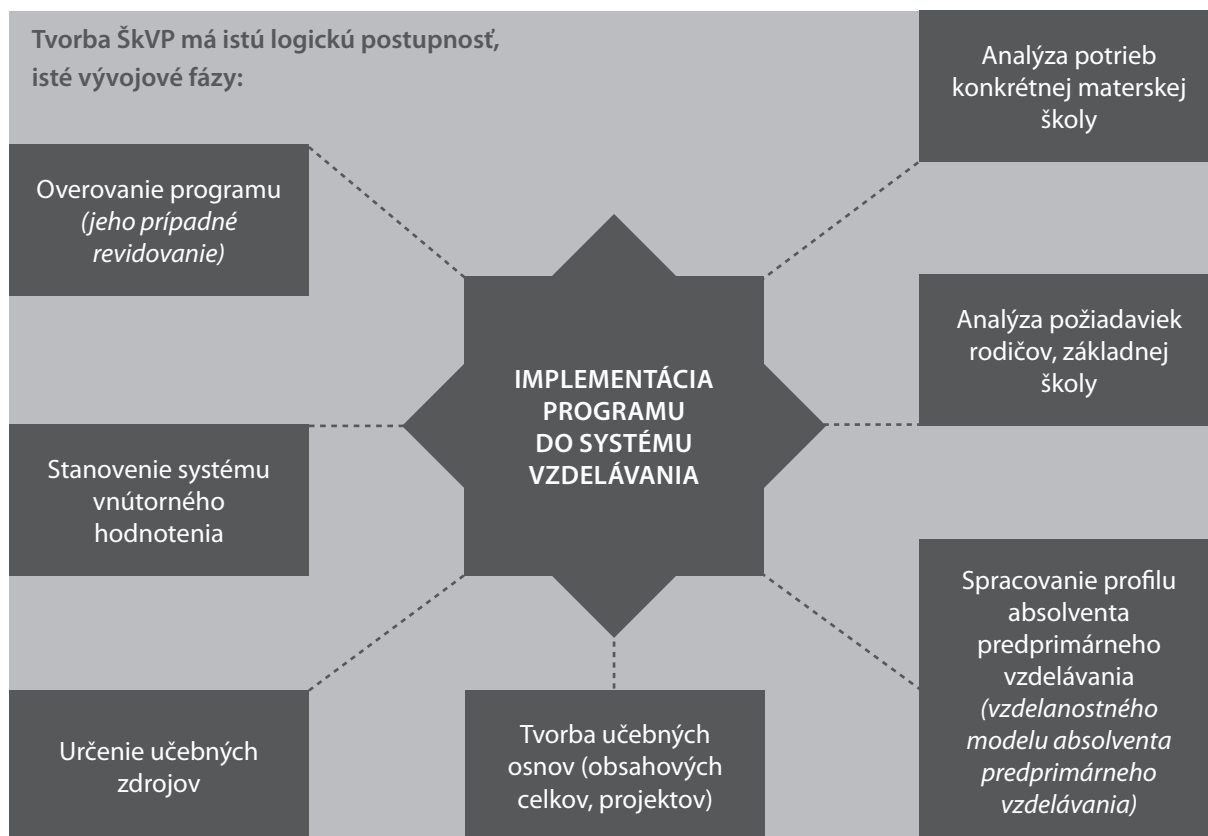 Tvorba ŠkVP má istú logickú postupnosť,
isté vývojové fázy:
Analýza potrieb
konkrétnej materskej
školy
Overovanie programu
(jeho prípadné
revidovanie)
Analýza požiadaviek
rodičov, základnej
školy
IMPLEMENTÁCIA
PROGRAMU
DO SYSTÉMU
VZDELÁVANIA
Stanovenie systému
vnútorného
hodnotenia
Spracovanie profilu
absolventa
predprimárneho
vzdelávania
(vzdelanostného
modelu absolventa
predprimárneho
vzdelávania)
Určenie učebných
zdrojov
Tvorba učebných
osnov (obsahových
celkov, projektov)